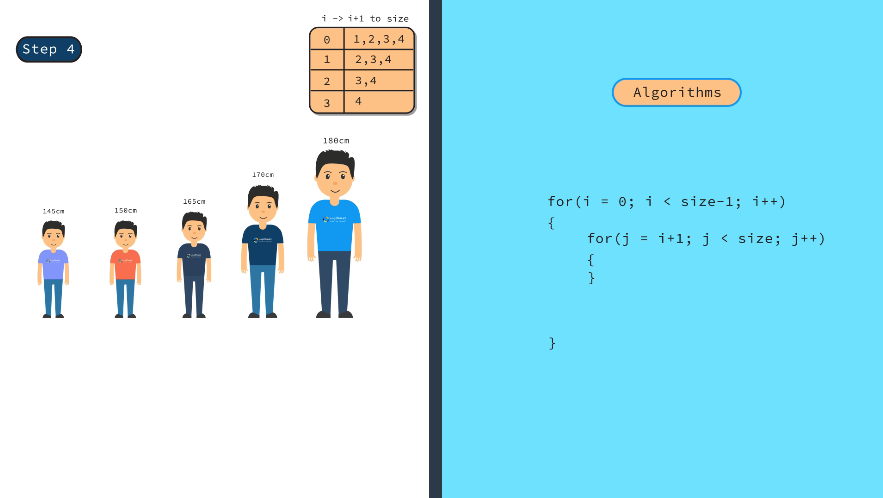 Step 4
i -> i+1 to size
0 1,2,3,4
1 2,3,4
2 3,4
3 4
180cm
170cm
165cm
150cm
145cm
Algorithms
for(i = 0; i < size-1; i++)
{
for(j = i+1; j < size; j++)
{
}
}